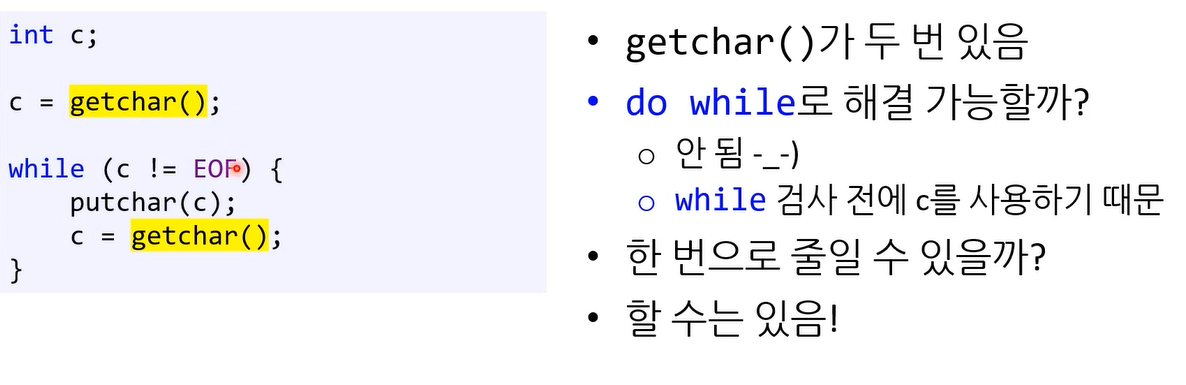 int c;
c = getchar();
while (c != EOF) {
putchar(c);
c = getchar();
}
• getchar()가 두 번 있음
• do while로 해결 가능할까?
○ 안 됨 -_-)
○ while 검사 전에 c를 사용하기 때문
• 한 번으로 줄일 수 있을까?
• 할 수는 있음!